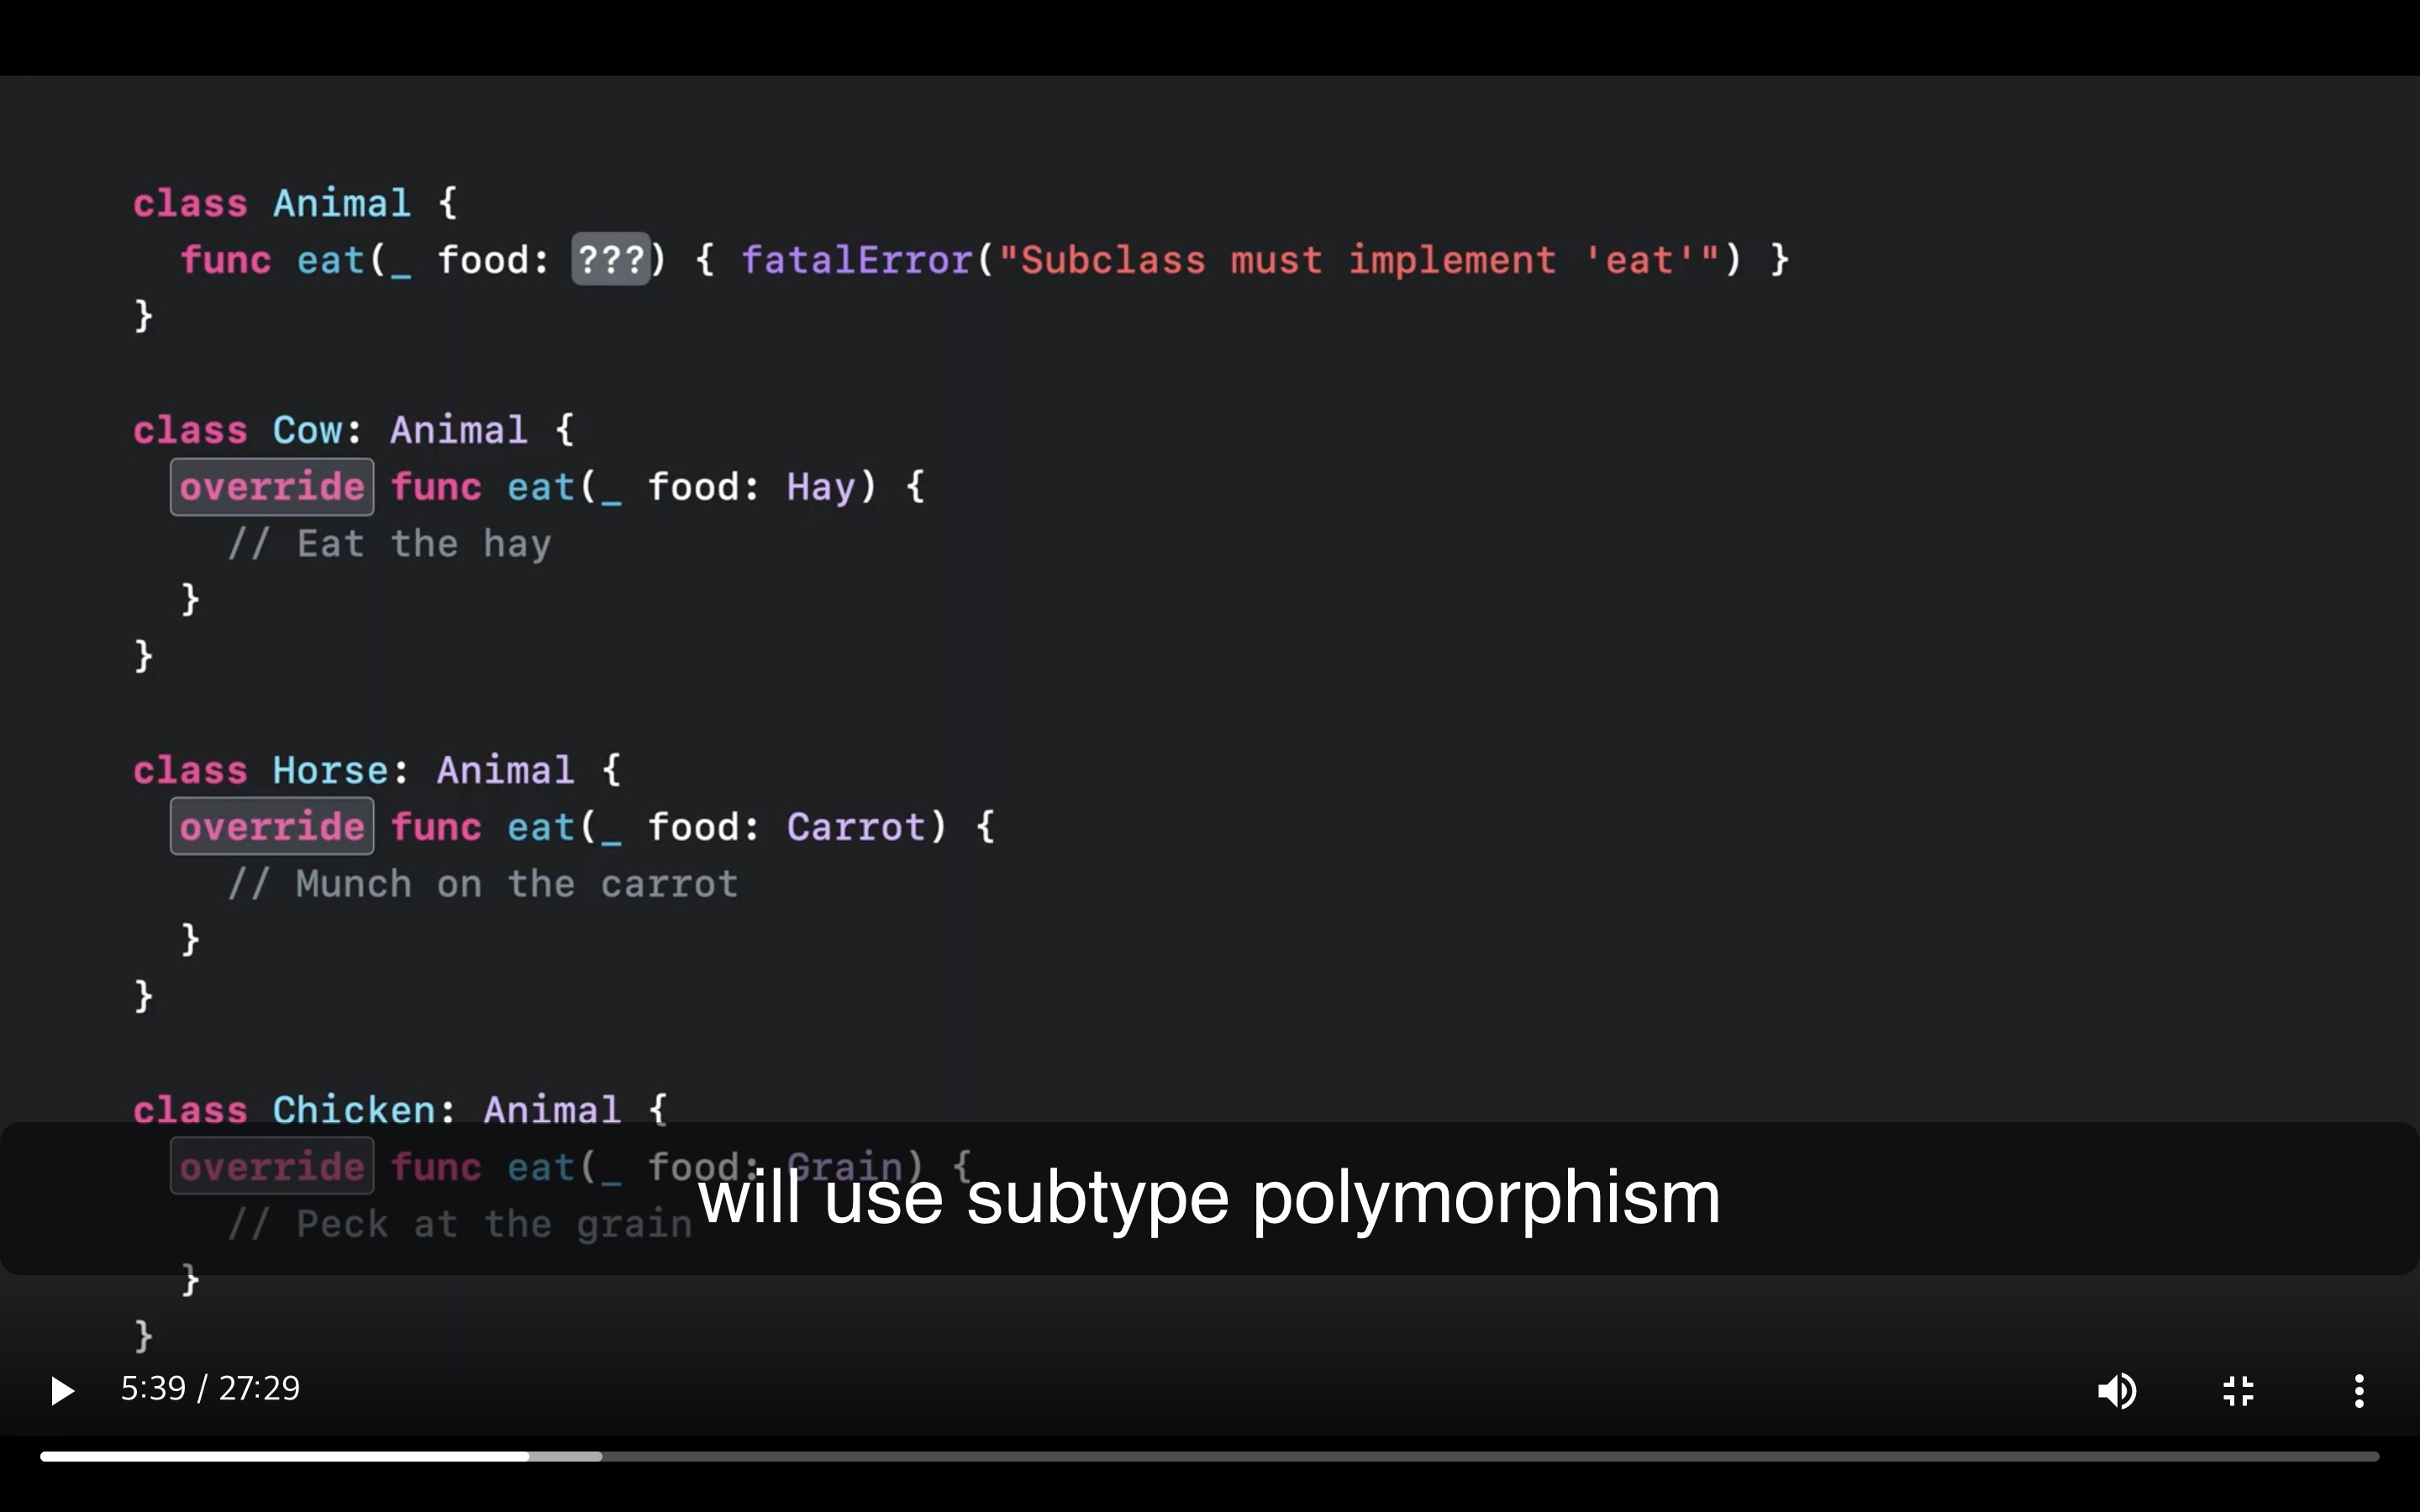 class Animal {
  func eat(_ food: ???) { fatalError("Subclass must implement 'eat'") }
}
class Cow: Animal {
  override func eat(_ food: Hay) {
    // Eat the hay
  }
}
class Horse: Animal {
  override func eat(_ food: Carrot) {
    // Munch on the carrot
  }
}
class Chicken: Animal {
  override func eat(_ food: Grain) {
    // Peck at the grain
  }
}
will use subtype polymorphism
5:39 / 27:29